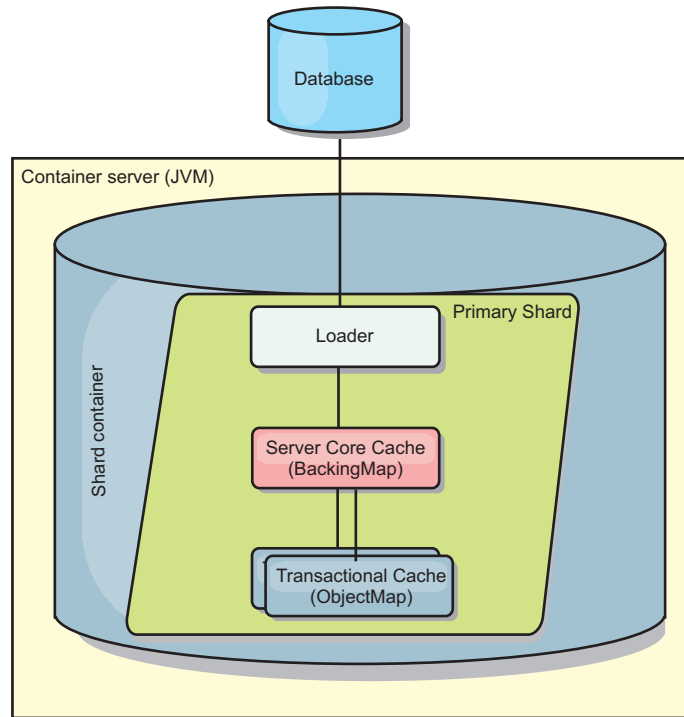 Database
Container server (JVM)
Primary Shard
Loader
Shard container
Server Core Cache
(BackingMap)
Transactional Cache
(ObjectMap)